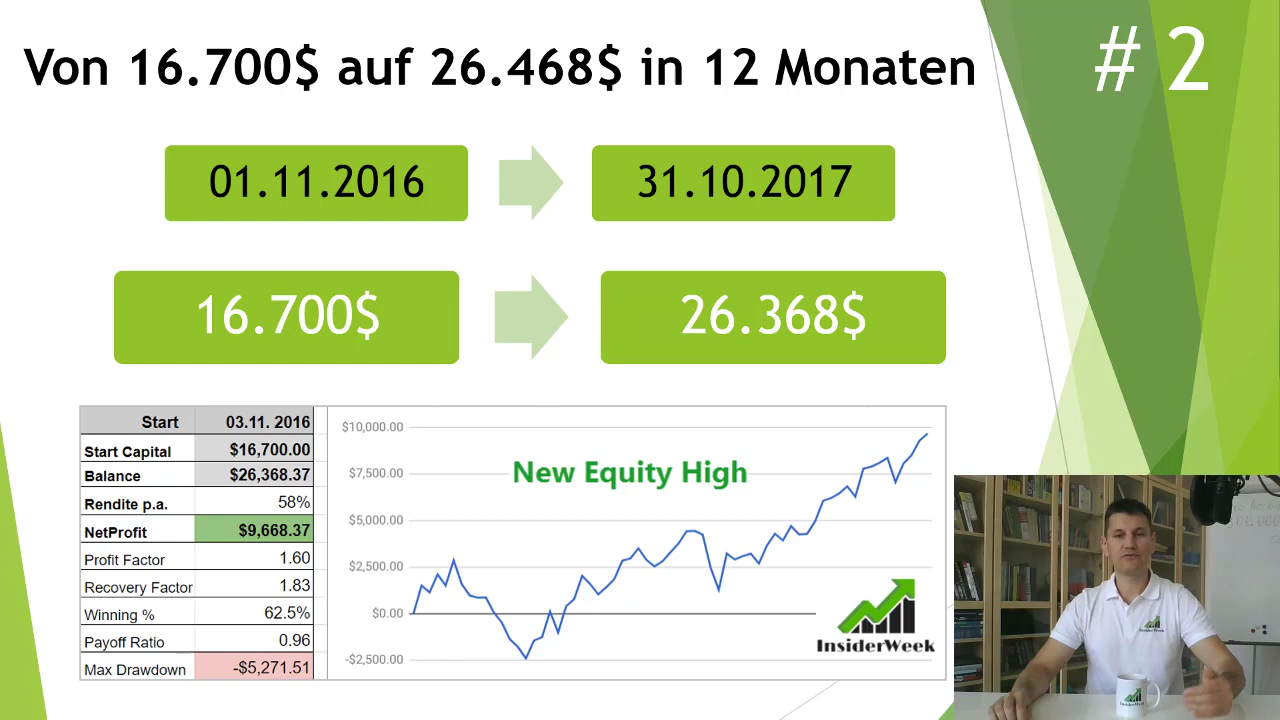 Von 16.700$ auf 26.468$ in 12 Monaten
# 2
01.11.2016
31.10.2017
16.700$
26.368$
Start 03.11. 2016
Start Capital $16,700.00
Balance $26,368.37
Rendite p.a. 58%
NetProfit $9,668.37
Profit Factor 1.60
Recovery Factor 1.83
Winning % 62.5%
Payoff Ratio 0.96
Max Drawdown -$5,271.51
$10,000.00
$7,500.00
$5,000.00
$2,500.00
$0.00
-$2,500.00
New Equity High
InsiderWeek
InsiderWeek
InsiderWeek